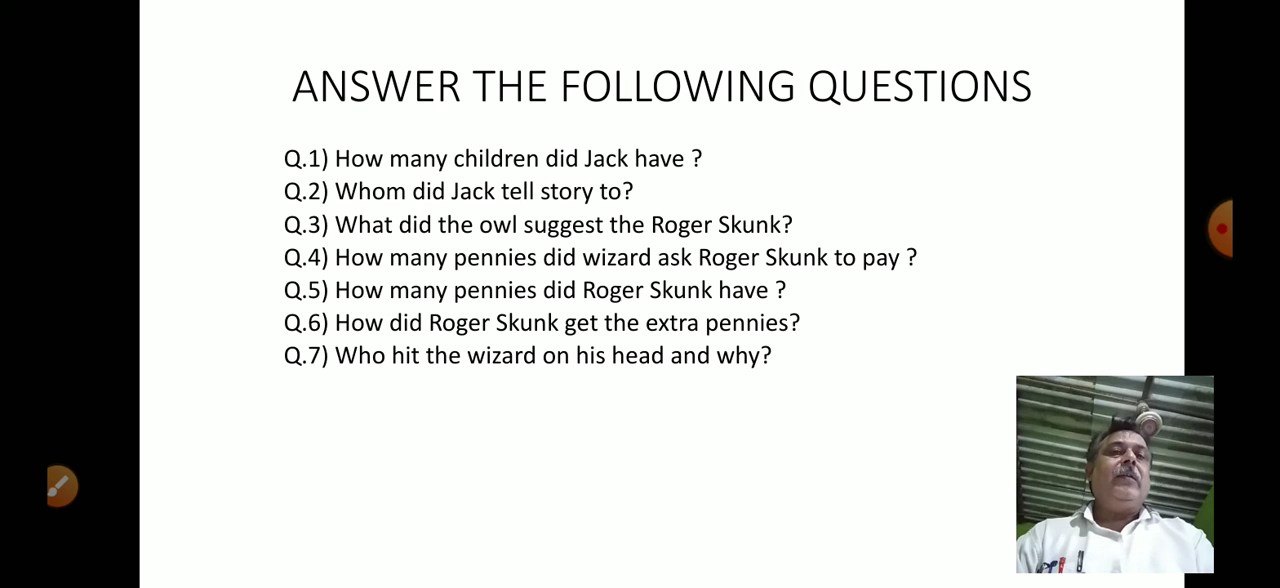 ANSWER THE FOLLOWING QUESTIONS
Q.1) How many children did Jack have ?
Q.2) Whom did Jack tell story to?
Q.3) What did the owl suggest the Roger Skunk?
Q.4) How many pennies did wizard ask Roger Skunk to pay ?
Q.5) How many pennies did Roger Skunk have ?
Q.6) How did Roger Skunk get the extra pennies?
Q.7) Who hit the wizard on his head and why?